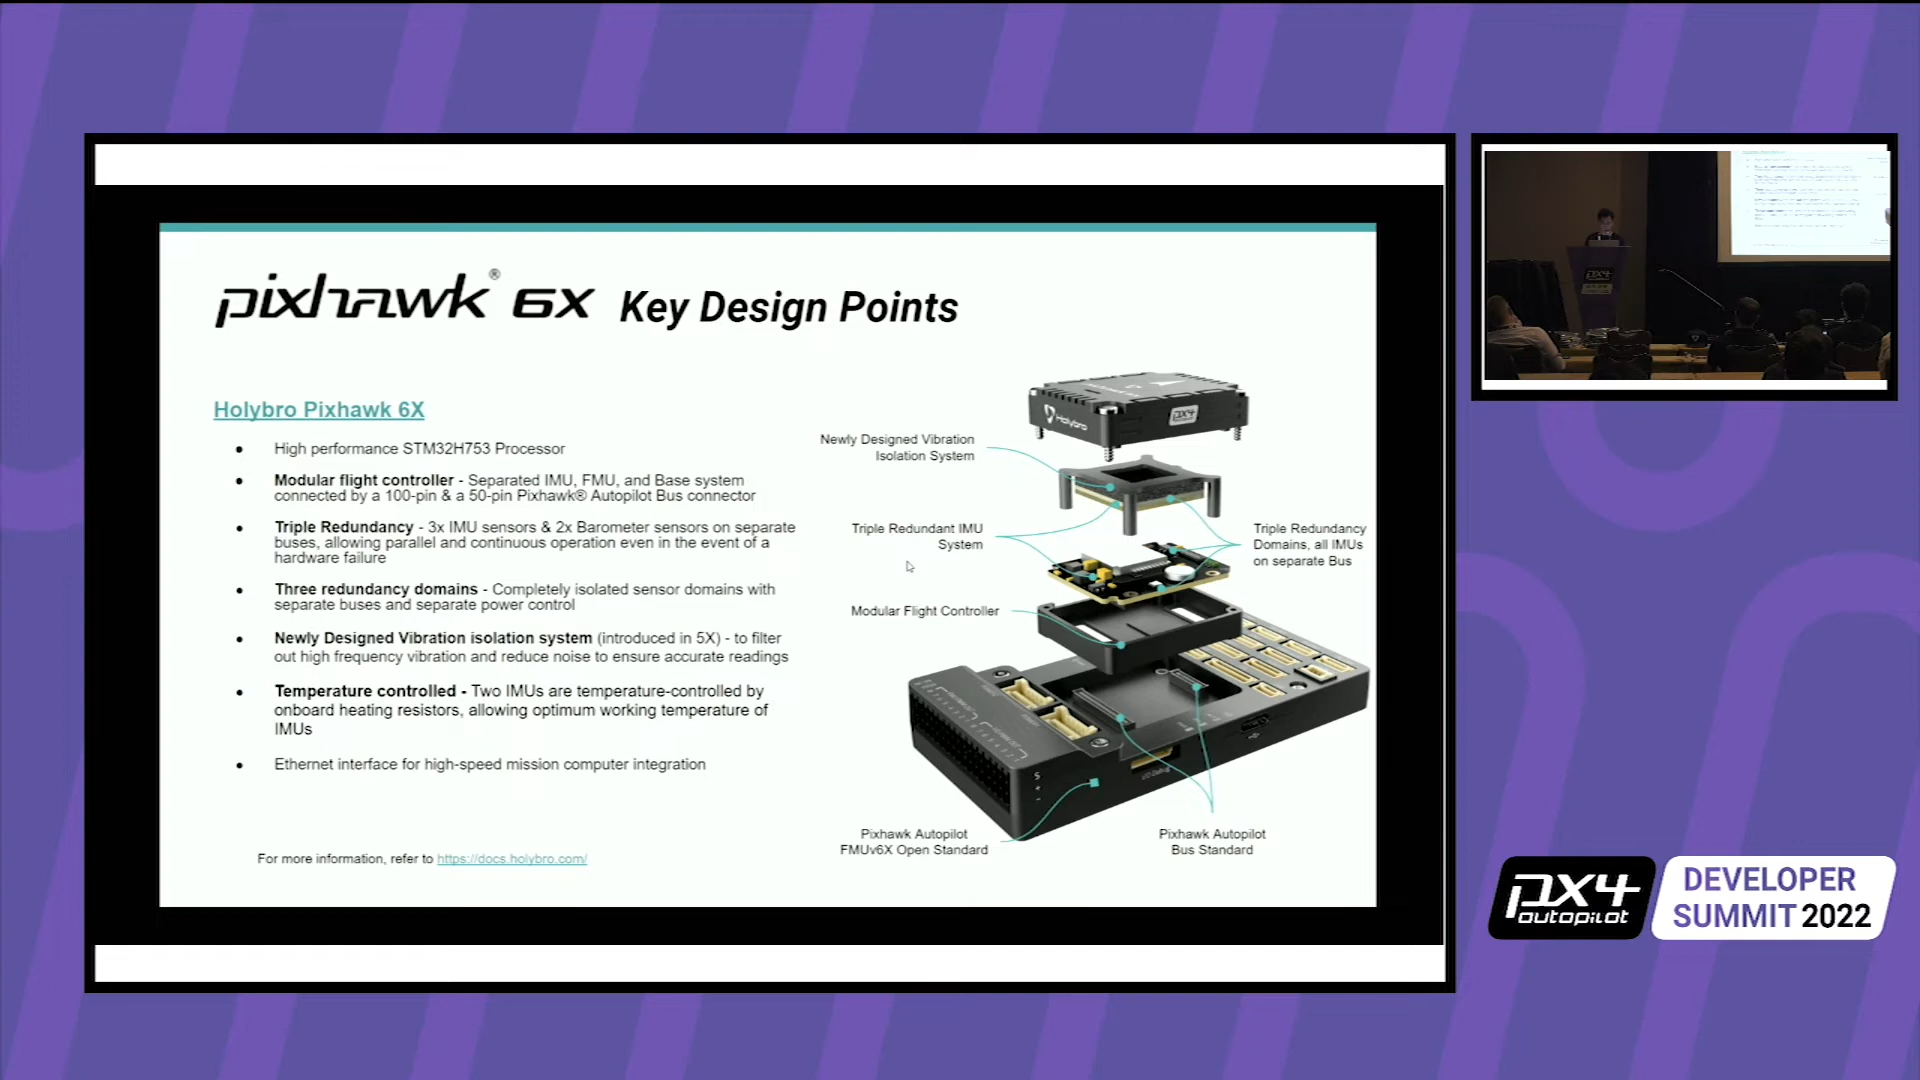 pixhawk® 6x Key Design Points
Holybro Pixhawk 6X
High performance STM32H753 Processor
Modular flight controller - Separated IMU, FMU, and Base system
connected by a 100-pin & a 50-pin Pixhawk® Autopilot Bus connector
Triple Redundancy - 3x IMU sensors & 2x Barometer sensors on separate
buses, allowing parallel and continuous operation even in the event of a
hardware failure
Three redundancy domains - Completely isolated sensor domains with
separate buses and separate power control
Newly Designed Vibration isolation system (introduced in 5X) - to filter
out high frequency vibration and reduce noise to ensure accurate readings
Temperature controlled - Two IMUs are temperature-controlled by
onboard heating resistors, allowing optimum working temperature of
IMUs
Ethernet interface for high-speed mission computer integration
For more information, refer to https://docs.holybro.com/
Newly Designed Vibration
Isolation System
Triple Redundant IMU
System
Triple Redundancy
Domains, all IMUs
on separate Bus
Modular Flight Controller
Pixhawk Autopilot
FMUv6X Open Standard
Pixhawk Autopilot
Bus Standard
Holybro
px4
px4
px4
autopilot
DEVELOPER
SUMMIT 2022